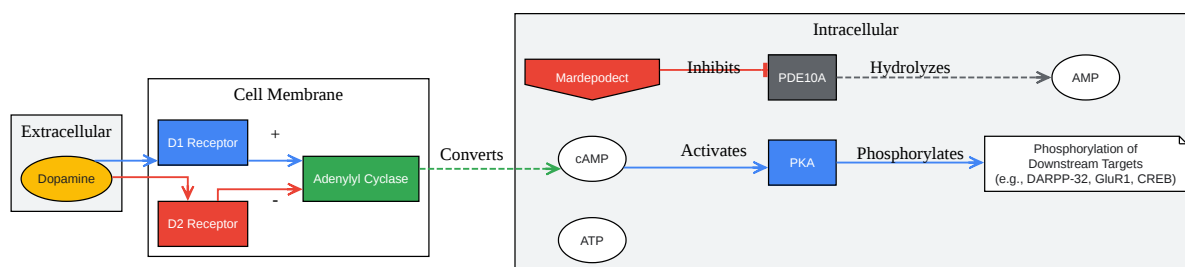 Intracellular
Mardepodect
Inhibits
PDE10A
Hydrolyzes
AMP
Cell Membrane
Extracellular
D1 Receptor
+
Dopamine
D2 Receptor
-
Adenylyl Cyclase
Converts
cAMP
Activates
PKA
Phosphorylates
Phosphorylation of
Downstream Targets
(e.g., DARPP-32, GluR1, CREB)
ATP